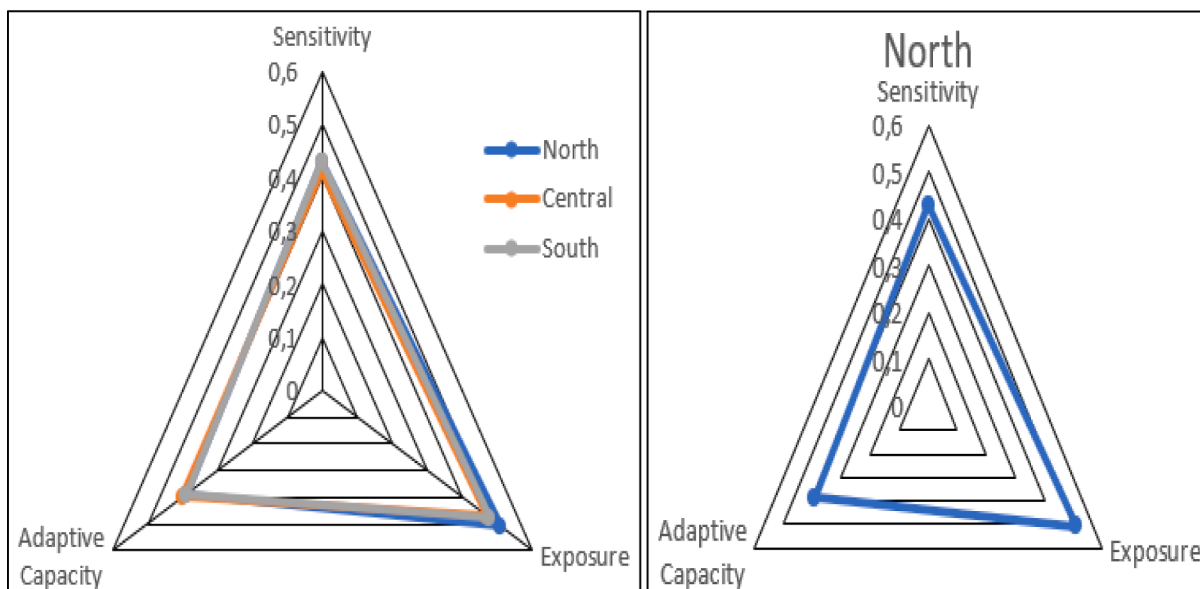 Sensitivity
0,6
0,5
0,4
0,3
0,2
0,1
0
North
Central
South
Adaptive
Capacity
Exposure
North
Sensitivity
0,6
0,5
0,4
0,3
0,2
0,1
0
Adaptive
Capacity
Exposure